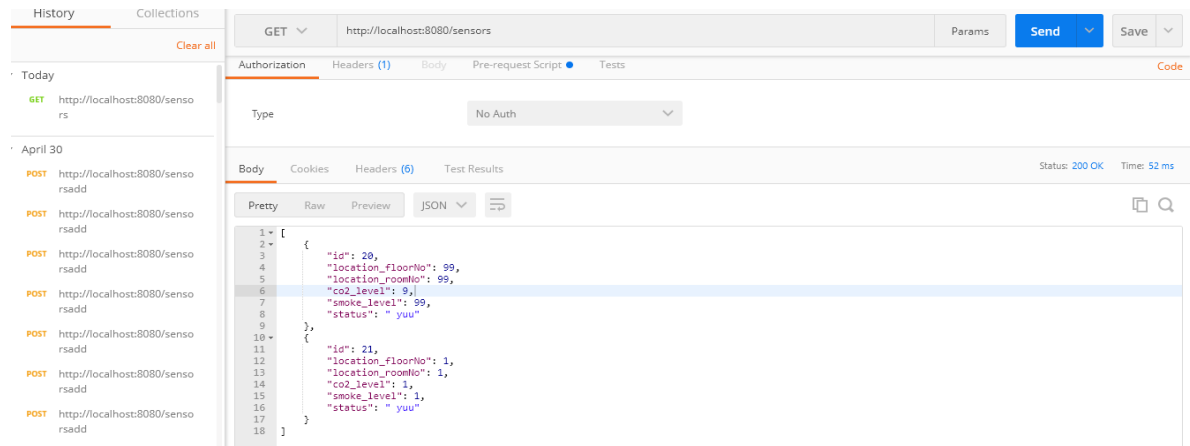 History Collections
Clear all
Today
GET http://localhost:8080/senso
rs
April 30
POST http://localhost:8080/senso
rsadd
POST http://localhost:8080/senso
rsadd
POST http://localhost:8080/senso
rsadd
POST http://localhost:8080/senso
rsadd
POST http://localhost:8080/senso
rsadd
POST http://localhost:8080/senso
rsadd
POST http://localhost:8080/senso
rsadd
GET http://localhost:8080/sensors Params Send Save
Authorization Headers (1) Body Pre-request Script Tests Code
Type No Auth
Body Cookies Headers (6) Test Results Status: 200 OK Time: 52 ms
Pretty Raw Preview JSON
1 [
2 {
3 "id": 20,
4 "location_floorNo": 99,
5 "location_roomNo": 99,
6 "co2_level": 9,
7 "smoke_level": 99,
8 "status": " yuu"
9 },
10 {
11 "id": 21,
12 "location_floorNo": 1,
13 "location_roomNo": 1,
14 "co2_level": 1,
15 "smoke_level": 1,
16 "status": " yuu"
17 }
18 ]